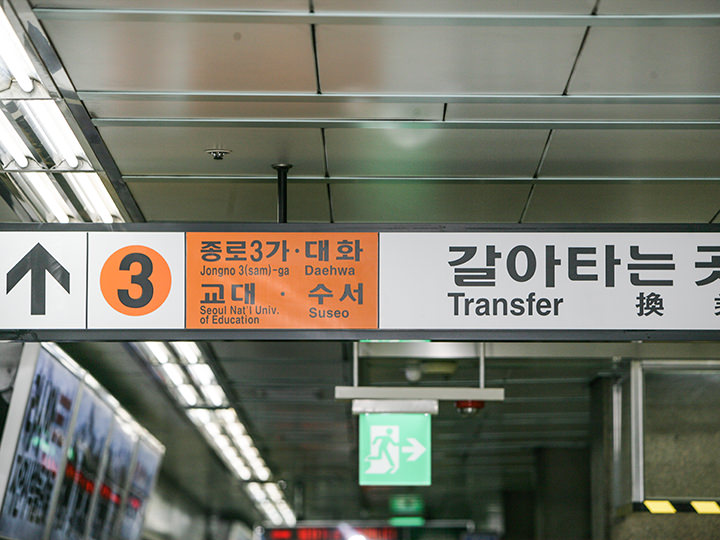 3
종로3가 · 대화
Jongno 3(sam)-ga Daehwa
교대 · 수서
Seoul Nat'l Univ. Suseo
of Education
갈아타는
Transfer 換